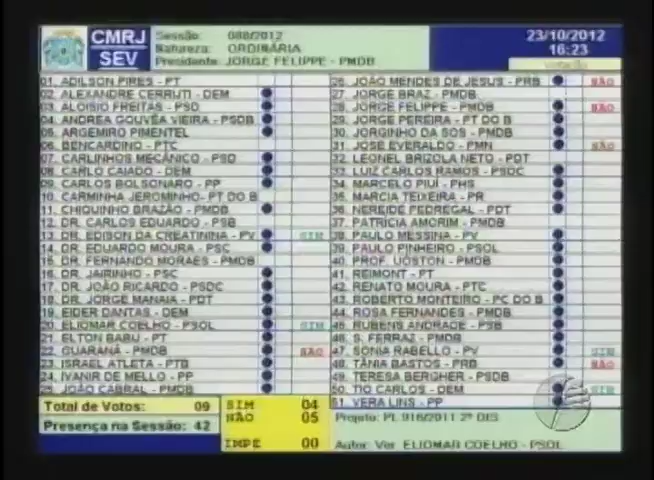 CMRJ
SEV
Sessão: 088/2012
Natureza: ORDINÁRIA
Presidente: JORGE FELIPPE - PMDB
23/10/2012
16:23
votação
01. ADILSON PIRES - PT
02. ALEXANDRE CERRUTI - DEM
03. ALOISIO FREITAS - PSD
04. ANDREA GOUVÊA VIEIRA - PSDB
05. ARGEMIRO PIMENTEL
06. BENCARDINO - PTC
07. CARLINHOS MECÂNICO - PSD
08. CARLO CAIADO - DEM
09. CARLOS BOLSONARO - PP
10. CARMINHA JEROMINHO- PT DO B
11. CHIQUINHO BRAZÃO - PMDB
12. DR. CARLOS EDUARDO - PSB
13. DR. EDISON DA CREATININA - PV SIM
14. DR. EDUARDO MOURA - PSC
15. DR. FERNANDO MORAES - PMDB
16. DR. JAIRINHO - PSC
17. DR. JOÃO RICARDO - PSDC
18. DR. JORGE MANAIA - PDT
19. EIDER DANTAS - DEM
20. ELIOMAR COELHO - PSOL SIM
21. ELTON BABU - PT
22. GUARANÁ - PMDB NÃO
23. ISRAEL ATLETA - PTB
24. IVANIR DE MELLO - PP
25. JOÃO CABRAL - PMDB
26. JOÃO MENDES DE JESUS - PRB NÃO
27. JORGE BRAZ - PMDB
28. JORGE FELIPPE - PMDB NÃO
29. JORGE PEREIRA - PT DO B
30. JORGINHO DA SOS - PMDB
31. JOSÉ EVERALDO - PMN NÃO
32. LEONEL BRIZOLA NETO - PDT
33. LUIZ CARLOS RAMOS - PSDC
34. MARCELO PIUÍ - PHS
35. MARCIA TEIXEIRA - PR
36. NEREIDE PEDREGAL - PDT
37. PATRÍCIA AMORIM - PMDB
38. PAULO MESSINA - PV
39. PAULO PINHEIRO - PSOL
40. PROF. UOSTON - PMDB
41. REIMONT - PT
42. RENATO MOURA - PTC
43. ROBERTO MONTEIRO - PC DO B
44. ROSA FERNANDES - PMDB
45. RUBENS ANDRADE - PSB
46. S. FERRAZ - PMDB
47. SONIA RABELLO - PV SIM
48. TÂNIA BASTOS - PRB NÃO
49. TERESA BERGHER - PSDB
50. TIO CARLOS - DEM SIM
51. VERA LINS - PP
Total de Votos: 09
Presença na Sessão: 42
SIM 04
NÃO 05
IMPE 00
Projeto: PL 916/2011 2ª DIS
Autor: Ver. ELIOMAR COELHO - PSOL